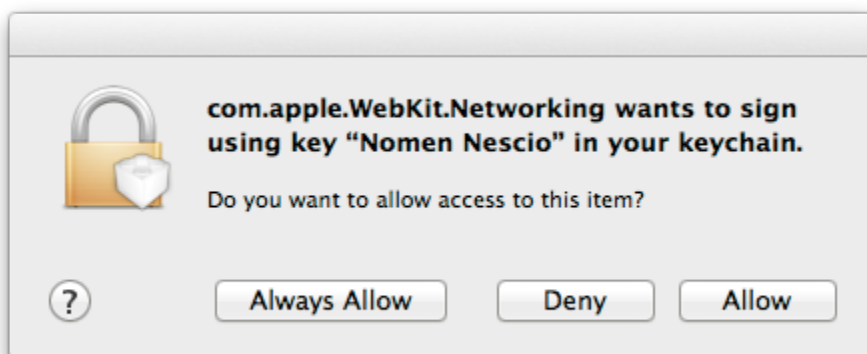 com.apple.WebKit.Networking wants to sign
using key “Nomen Nescio” in your keychain.
Do you want to allow access to this item?
? Always Allow Deny Allow